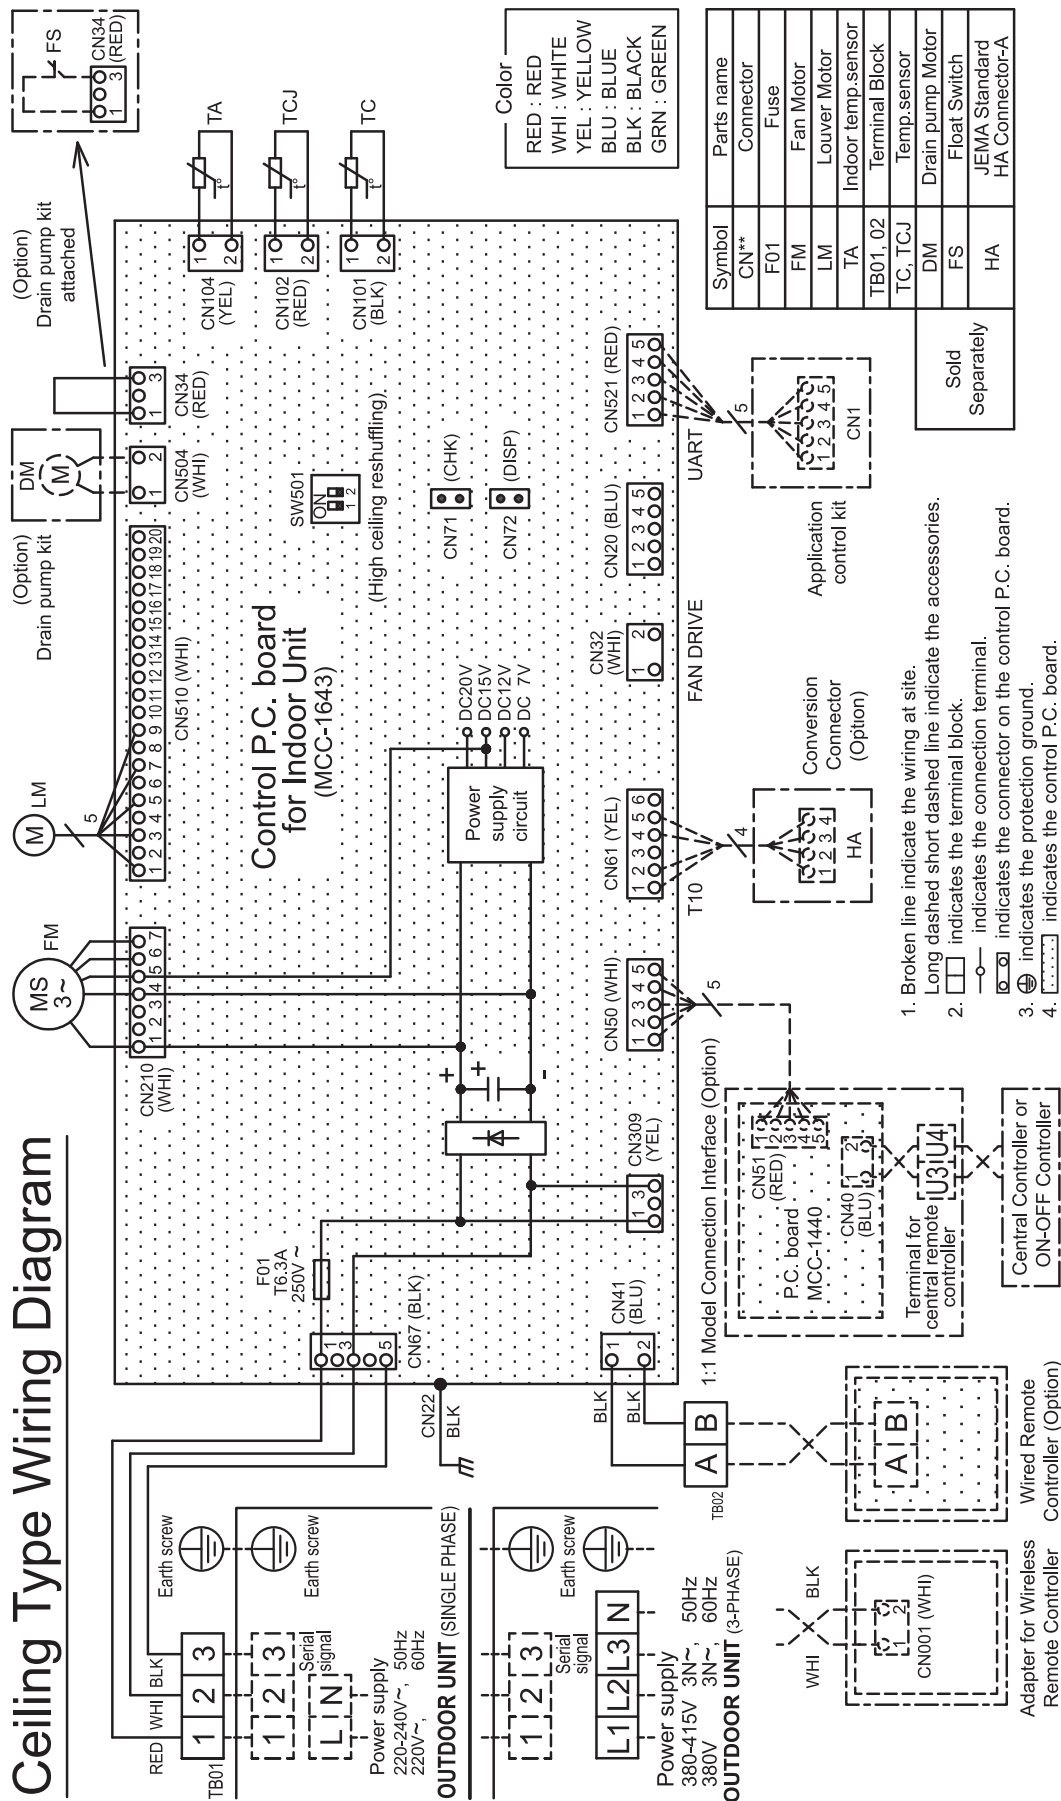 Ceiling Type Wiring Diagram
RED
WHI
BLK
1 2 3
TB01
Earth screw
Earth screw
1 2 3
Serial
signal
L N
Power supply
220-240V~, 50Hz
220V~, 60Hz
OUTDOOR UNIT (SINGLE PHASE)
1 2 3
Serial
signal
Earth screw
L1 L2 L3 N
Power supply
380-415V 3N~, 50Hz
380V 3N~, 60Hz
OUTDOOR UNIT (3-PHASE)
MS
3~
FM
CN210
(WHI)
1 2 3 4 5 6 7
M
LM
5
1 2 3 4 5 6 7 8 9 10 11 12 13 14 15 16 17 18 19 20
CN510 (WHI)
(Option)
Drain pump kit
DM
M
1 2
CN504
(WHI)
1 3
CN34
(RED)
(Option)
Drain pump kit
attached
FS
CN34
(RED)
1 3
Control P.C. board
for Indoor Unit
(MCC-1643)
SW501
ON
1 2
(High ceiling reshuffling)
CN71
(CHK)
CN72
(DISP)
CN104
(YEL)
1
2
t°
TA
CN102
(RED)
1
2
t°
TCJ
CN101
(BLK)
1
2
t°
TC
F01
T6.3A
250V ~
1
3
5
CN67 (BLK)
CN22
BLK
+
+
-
Power
supply
circuit
DC20V
DC15V
DC12V
DC 7V
BLK
BLK
1
2
CN41
(BLU)
1 3
CN309
(YEL)
1 2 3 4 5
CN50 (WHI)
1 2 3 4 5 6
CN61 (YEL)
T10
1 2
CN32
(WHI)
FAN DRIVE
1 2 3 4 5
CN20 (BLU)
1 2 3 4 5
CN521 (RED)
UART
A B
TB02
1:1 Model Connection Interface (Option)
5
CN51
(RED)
1
2
3
4
5
P.C. board
MCC-1440
CN40
(BLU)
1 2
Terminal for
central remote
controller
U3 U4
Central Controller or
ON-OFF Controller
4
1 2 3 4
HA
Conversion
Connector
(Option)
5
1 2 3 4 5
CN1
Application
control kit
WHI
BLK
1 2
CN001 (WHI)
Adapter for Wireless
Remote Controller
A B
Wired Remote
Controller (Option)
1. Broken line indicate the wiring at site.
Long dashed short dashed line indicate the accessories.
2. indicates the terminal block.
indicates the connection terminal.
indicates the connector on the control P.C. board.
3. indicates the protection ground.
4. indicates the control P.C. board.
Color
RED : RED
WHI : WHITE
YEL : YELLOW
BLU : BLUE
BLK : BLACK
GRN : GREEN
Symbol Parts name
CN** Connector
F01 Fuse
FM Fan Motor
LM Louver Motor
TA Indoor temp.sensor
TB01, 02 Terminal Block
TC, TCJ Temp.sensor
Sold
Separately
DM Drain pump Motor
FS Float Switch
HA JEMA Standard
HA Connector-A